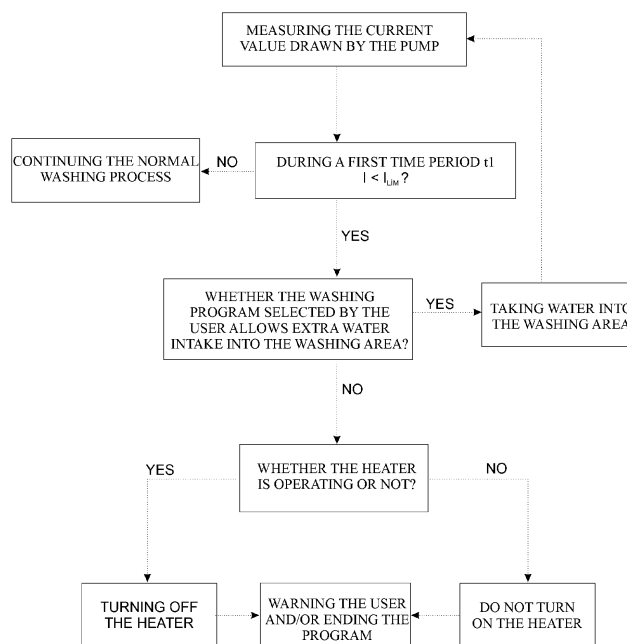 MEASURING THE CURRENT
VALUE DRAWN BY THE PUMP
CONTINUING THE NORMAL
WASHING PROCESS
NO
DURING A FIRST TIME PERIOD t1
I < I_LIM ?
YES
WHETHER THE WASHING
PROGRAM SELECTED BY THE
USER ALLOWS EXTRA WATER
INTAKE INTO THE WASHING AREA?
YES
TAKING WATER INTO
THE WASHING AREA
NO
YES
WHETHER THE HEATER
IS OPERATING OR NOT?
NO
TURNING OFF
THE HEATER
WARNING THE USER
AND/OR ENDING THE
PROGRAM
DO NOT TURN
ON THE HEATER